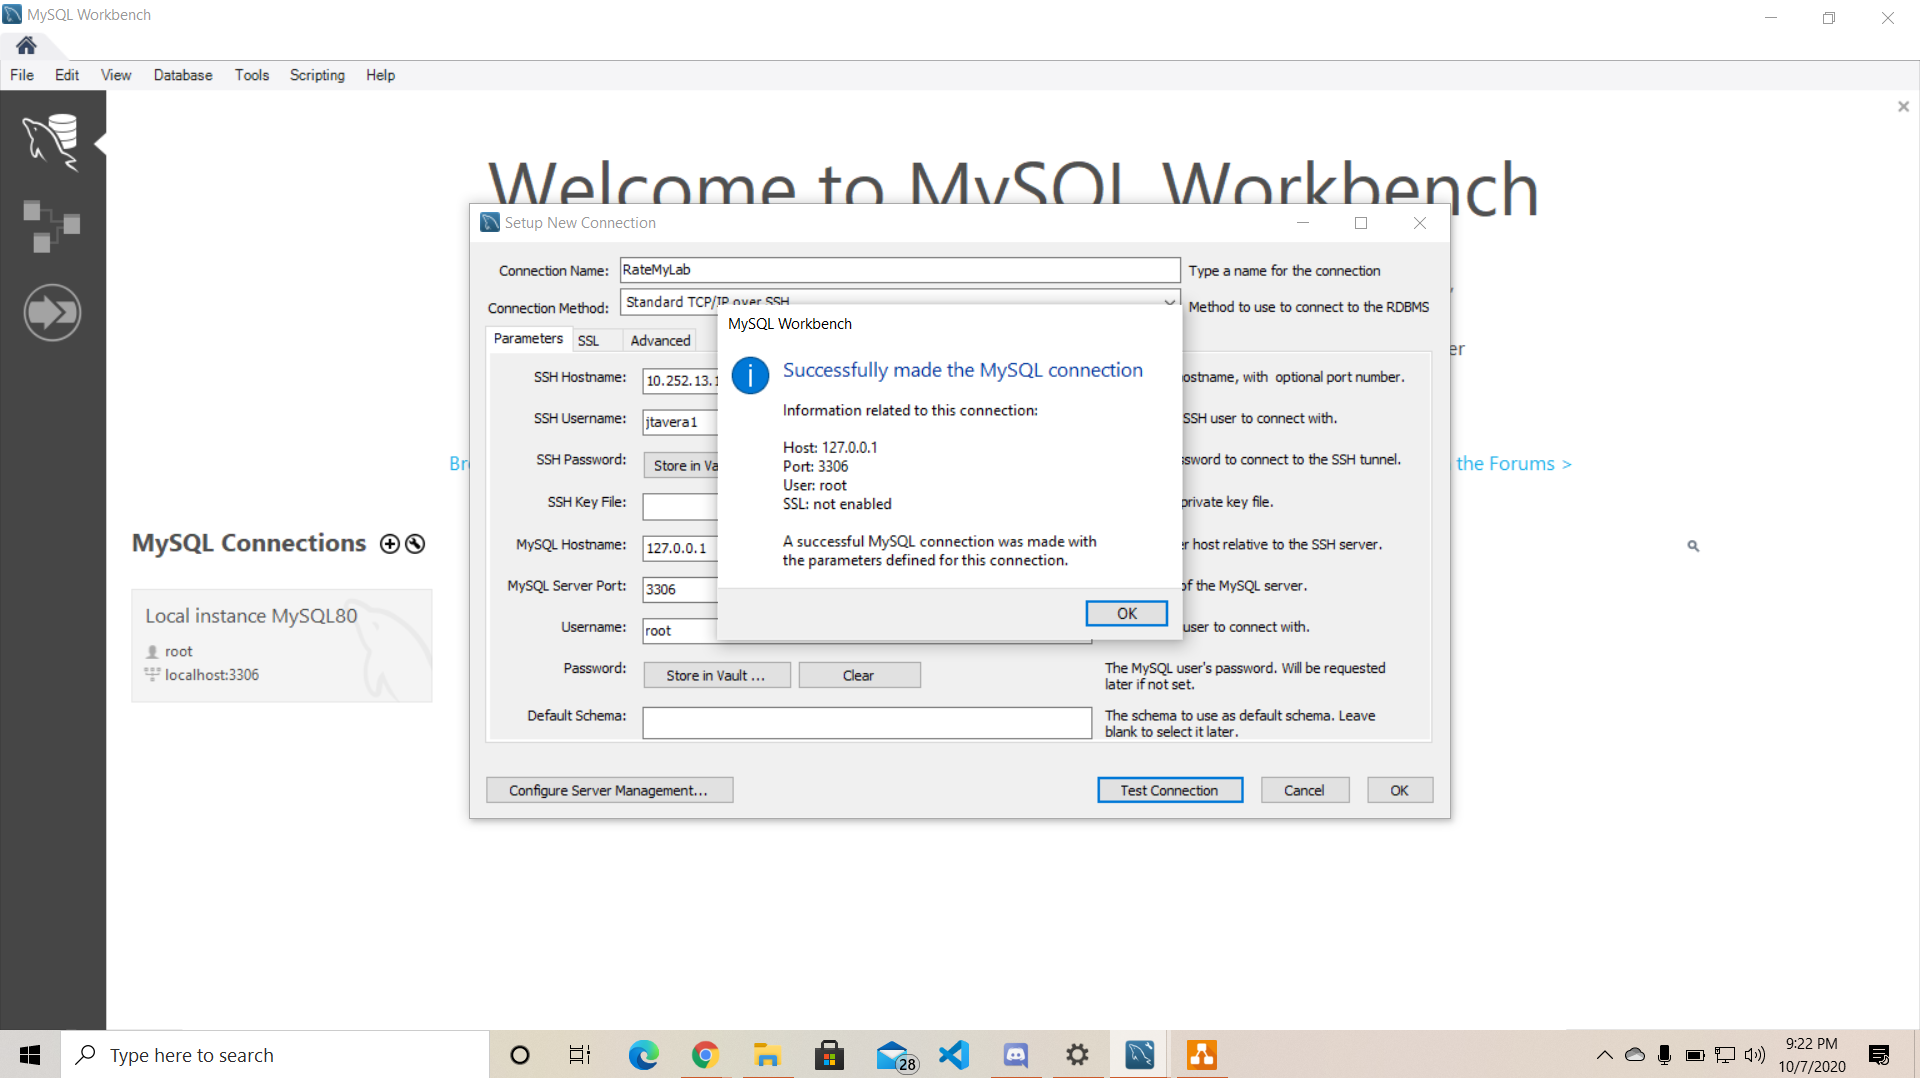 MySQL Workbench
File Edit View Database Tools Scripting Help
Welcome to MySQL Workbench
Setup New Connection
Connection Name: RateMyLab Type a name for the connection
Connection Method: Standard TCP/IP over SSH Method to use to connect to the RDBMS
Parameters SSL Advanced
MySQL Workbench
Successfully made the MySQL connection
Information related to this connection:
Host: 127.0.0.1
Port: 3306
User: root
SSL: not enabled
A successful MySQL connection was made with
the parameters defined for this connection.
OK
SSH Hostname: 10.252.13.1 ostname, with optional port number.
SSH Username: jtavera1 SSH user to connect with.
SSH Password: Store in Va ssword to connect to the SSH tunnel.
SSH Key File: private key file.
MySQL Hostname: 127.0.0.1 r host relative to the SSH server.
MySQL Server Port: 3306 of the MySQL server.
Username: root user to connect with.
Password: Store in Vault ... Clear The MySQL user's password. Will be requested
later if not set.
Default Schema: The schema to use as default schema. Leave
blank to select it later.
Configure Server Management... Test Connection Cancel OK
er
Br the Forums >
MySQL Connections
Local instance MySQL80
root
localhost:3306
Type here to search
28
9:22 PM
10/7/2020